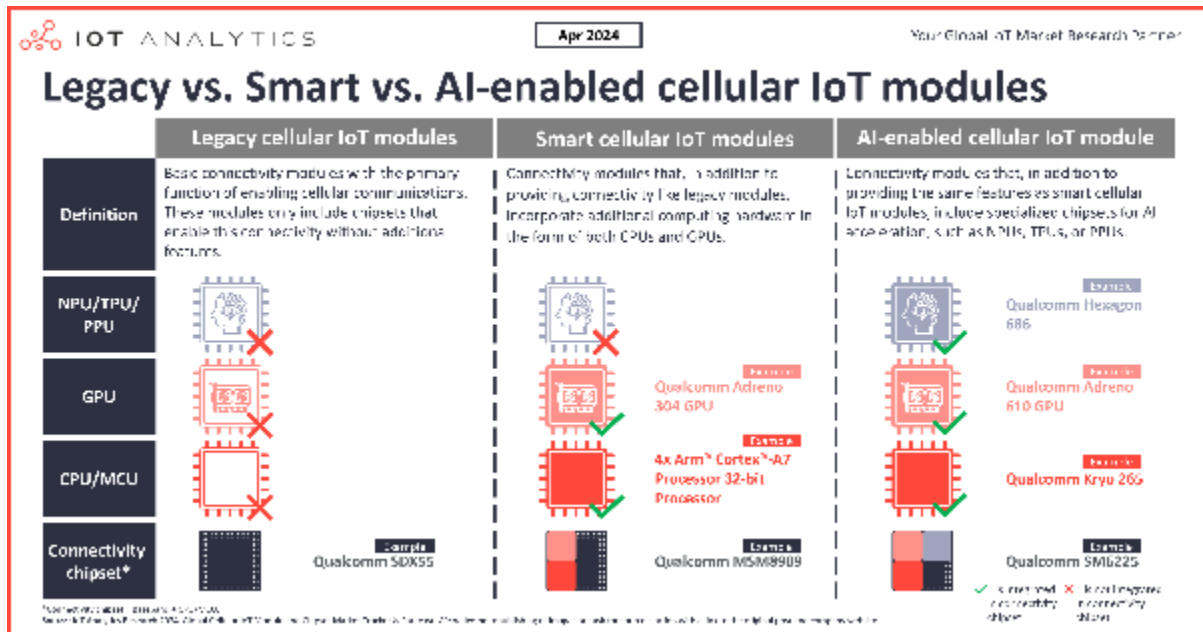 IOT ANALYTICS
Apr 2024
Your Global IoT Market Research Partner
Legacy vs. Smart vs. AI-enabled cellular IoT modules
Legacy cellular IoT modules
Smart cellular IoT modules
AI-enabled cellular IoT module
Definition
Basic connectivity modules with the primary
function of enabling cellular communications.
These modules only include chipsets that
enable this connectivity without additional
features.
Connectivity modules that, in addition to
providing connectivity like legacy modules,
incorporate additional computing hardware in
the form of both CPUs and GPUs.
Connectivity modules that, in addition to
providing the same features as smart cellular
IoT modules, include specialized chipsets for AI
acceleration, such as NPUs, TPUs, or PPUs.
NPU/TPU/
PPU
Example
Qualcomm Hexagon
686
GPU
Example
Qualcomm Adreno
304 GPU
Example
Qualcomm Adreno
610 GPU
CPU/MCU
Example
4x Arm™ Cortex™-A7
Processor 32-bit
Processor
Example
Qualcomm Kryo 265
Connectivity
chipset*
Example
Qualcomm SDX55
Example
Qualcomm MSM8909
Example
Qualcomm SM6225